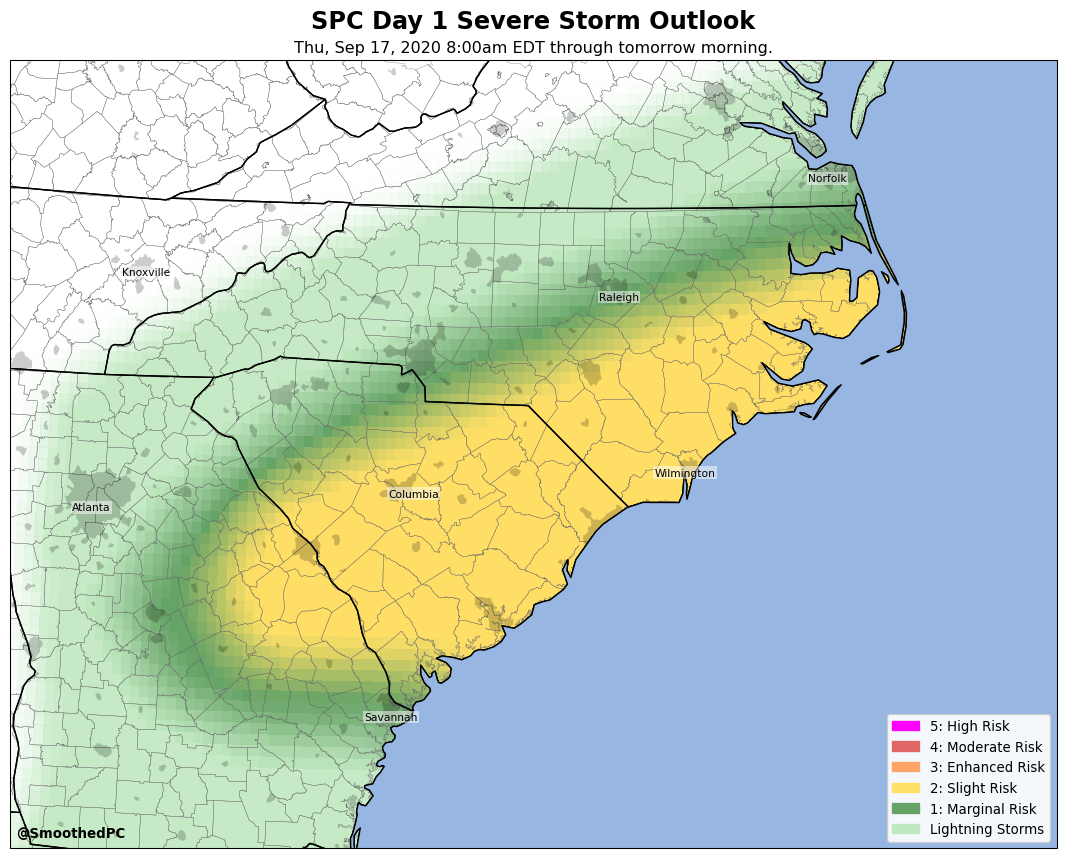 SPC Day 1 Severe Storm Outlook
Thu, Sep 17, 2020 8:00am EDT through tomorrow morning.
Norfolk
Knoxville
Raleigh
Wilmington
Columbia
Atlanta
Savannah
5: High Risk
4: Moderate Risk
3: Enhanced Risk
2: Slight Risk
1: Marginal Risk
Lightning Storms
@SmoothedPC